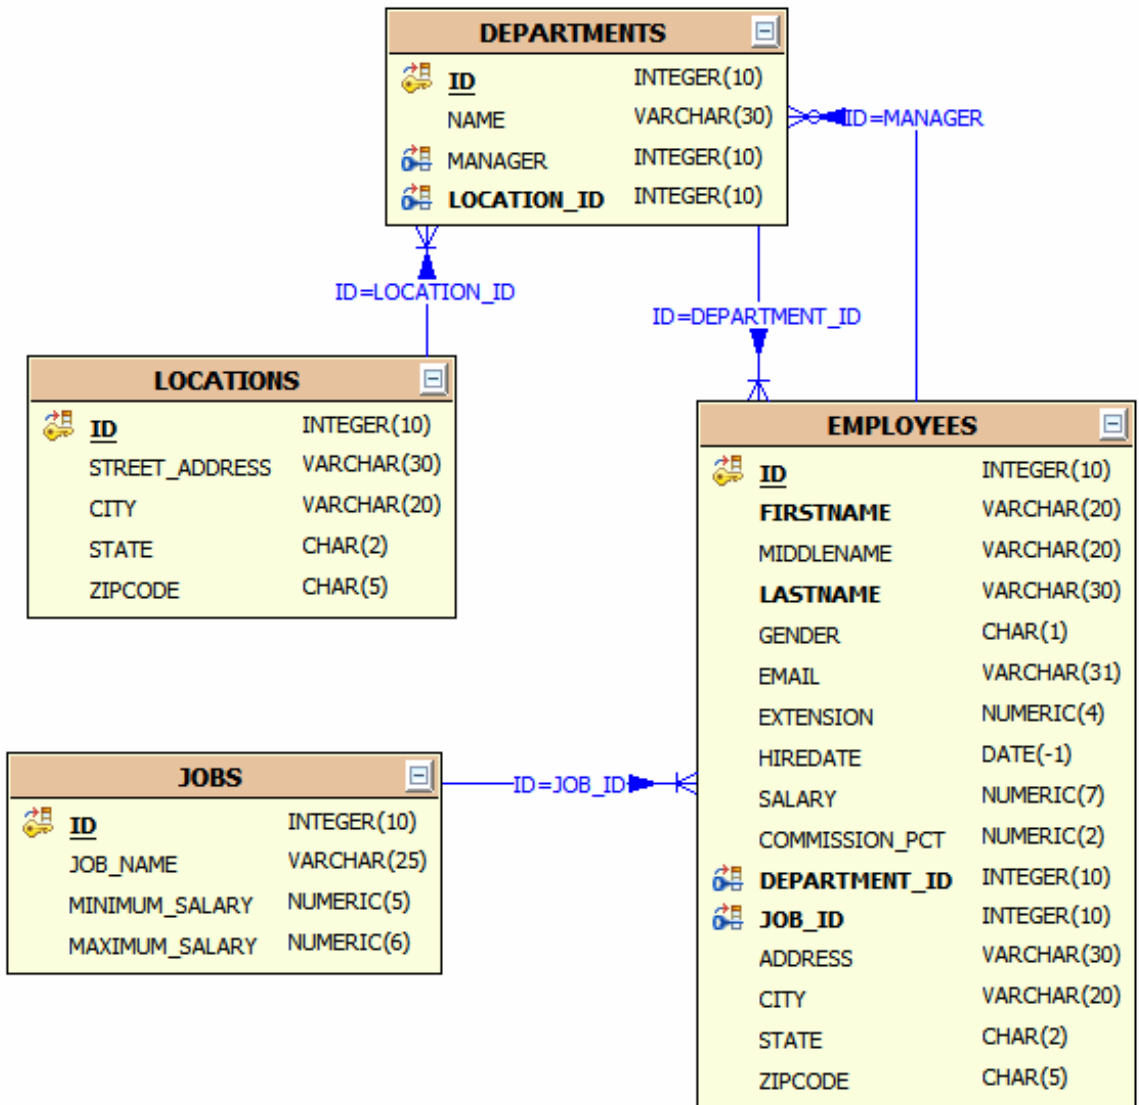 DEPARTMENTS
ID INTEGER(10)
NAME VARCHAR(30)
MANAGER INTEGER(10)
LOCATION_ID INTEGER(10)
ID=MANAGER
ID=LOCATION_ID
ID=DEPARTMENT_ID
LOCATIONS
ID INTEGER(10)
STREET_ADDRESS VARCHAR(30)
CITY VARCHAR(20)
STATE CHAR(2)
ZIPCODE CHAR(5)
EMPLOYEES
ID INTEGER(10)
FIRSTNAME VARCHAR(20)
MIDDLENAME VARCHAR(20)
LASTNAME VARCHAR(30)
GENDER CHAR(1)
EMAIL VARCHAR(31)
EXTENSION NUMERIC(4)
HIREDATE DATE(-1)
SALARY NUMERIC(7)
COMMISSION_PCT NUMERIC(2)
DEPARTMENT_ID INTEGER(10)
JOB_ID INTEGER(10)
ADDRESS VARCHAR(30)
CITY VARCHAR(20)
STATE CHAR(2)
ZIPCODE CHAR(5)
JOBS
ID INTEGER(10)
JOB_NAME VARCHAR(25)
MINIMUM_SALARY NUMERIC(5)
MAXIMUM_SALARY NUMERIC(6)
ID=JOB_ID